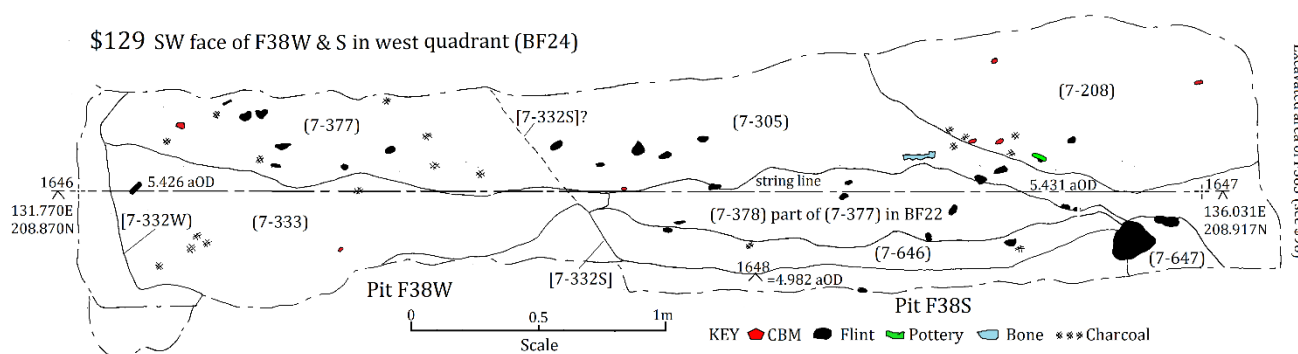 $129 SW face of F38W & S in west quadrant (BF24)
(7-208)
[7-332S]?
(7-305)
(7-377)
1646
5.426 aOD
string line
5.431 aOD
1647
131.770E
208.870N
136.031E
208.917N
[7-332W)
(7-333)
(7-378) part of (7-377) in BF22
(7-646)
(7-647)
[7-332S]
1648
=4.982 aOD
Pit F38W
Pit F38S
0
0.5
1m
Scale
KEY CBM Flint Pottery Bone Charcoal
Excavated area of